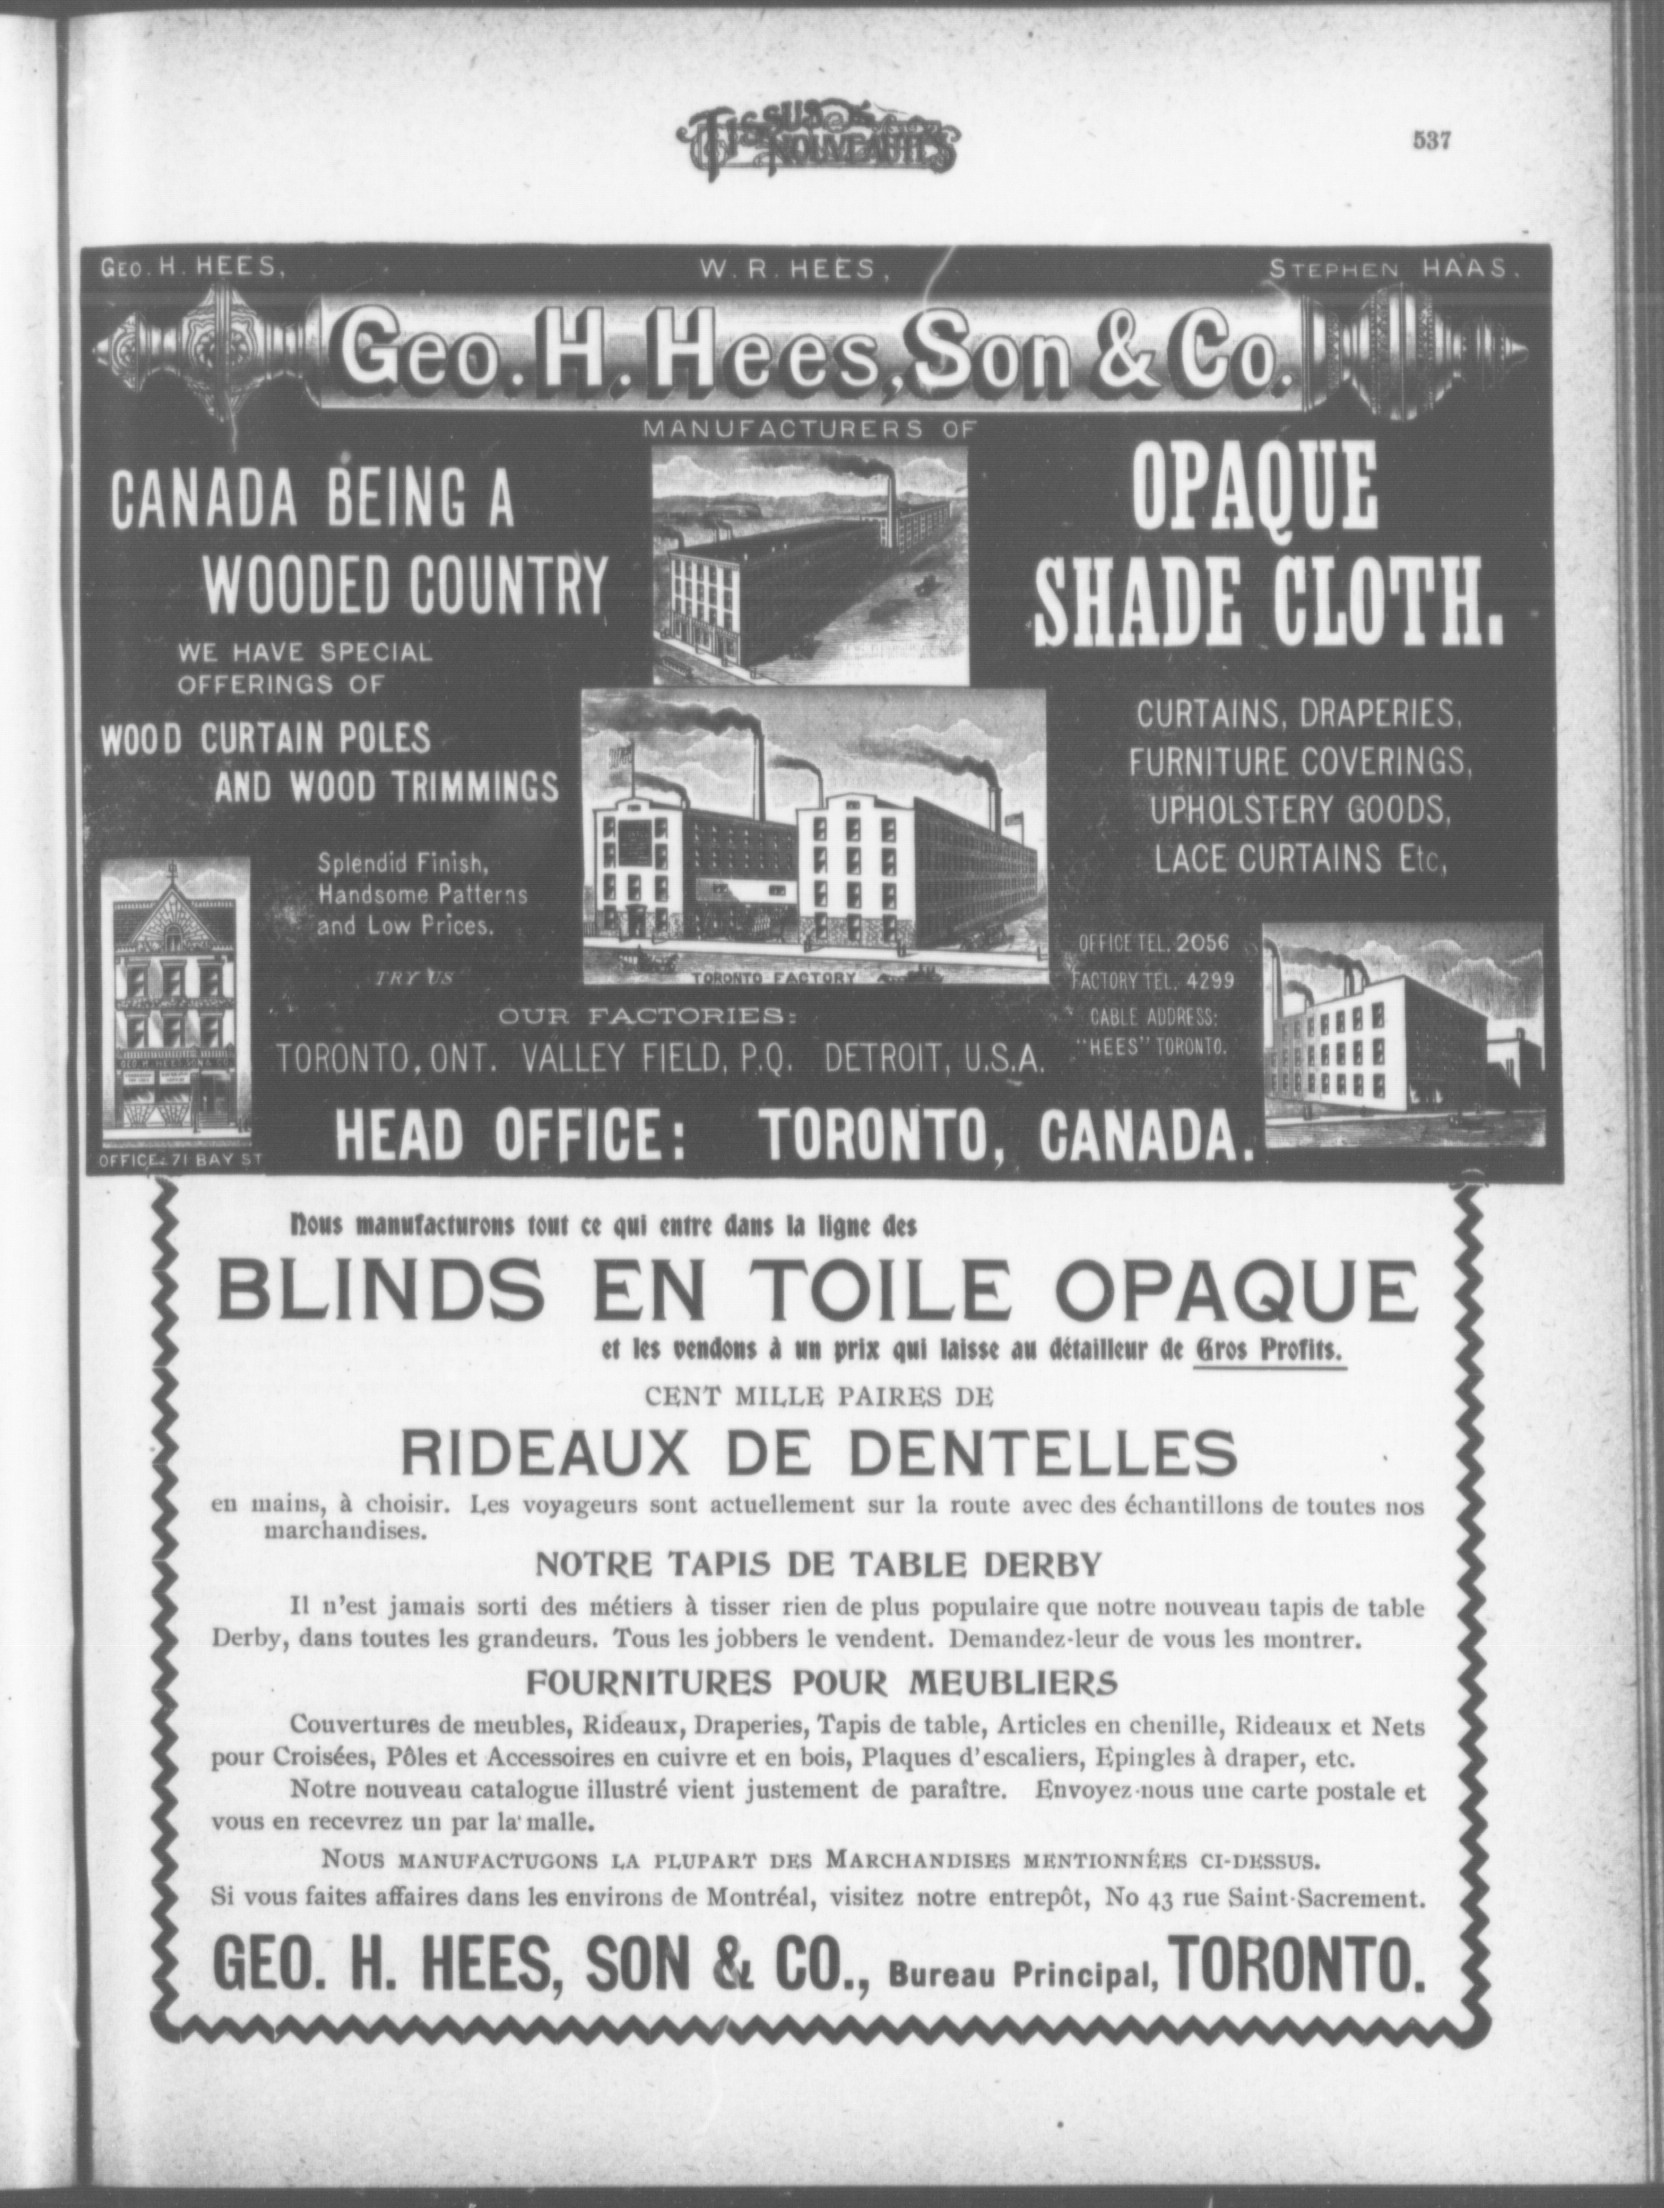 TISSUS & NOUVEAUTÉS
537
GEO. H. HEES,
W. R. HEES,
STEPHEN HAAS.
Geo. H. Hees, Son & Co.
MANUFACTURERS OF
CANADA BEING A
WOODED COUNTRY
WE HAVE SPECIAL
OFFERINGS OF
WOOD CURTAIN POLES
AND WOOD TRIMMINGS
Splendid Finish,
Handsome Patterns
and Low Prices.
TRY US
OPAQUE
SHADE CLOTH.
CURTAINS, DRAPERIES,
FURNITURE COVERINGS,
UPHOLSTERY GOODS,
LACE CURTAINS Etc,
OFFICE TEL. 2056
FACTORY TEL. 4299
CABLE ADDRESS:
"HEES" TORONTO.
TORONTO FACTORY
OUR FACTORIES:
TORONTO, ONT. VALLEY FIELD, P.Q. DETROIT, U.S.A.
GEO. H. HEES SON & CO
OFFICE: 71 BAY ST
HEAD OFFICE: TORONTO, CANADA.
Nous manufacturons tout ce qui entre dans la ligne des
BLINDS EN TOILE OPAQUE
et les vendons à un prix qui laisse au détailleur de Gros Profits.
CENT MILLE PAIRES DE
RIDEAUX DE DENTELLES
en mains, à choisir. Les voyageurs sont actuellement sur la route avec des échantillons de toutes nos
marchandises.
NOTRE TAPIS DE TABLE DERBY
Il n'est jamais sorti des métiers à tisser rien de plus populaire que notre nouveau tapis de table
Derby, dans toutes les grandeurs. Tous les jobbers le vendent. Demandez-leur de vous les montrer.
FOURNITURES POUR MEUBLIERS
Couvertures de meubles, Rideaux, Draperies, Tapis de table, Articles en chenille, Rideaux et Nets
pour Croisées, Pôles et Accessoires en cuivre et en bois, Plaques d'escaliers, Epingles à draper, etc.
Notre nouveau catalogue illustré vient justement de paraître. Envoyez-nous une carte postale et
vous en recevrez un par la malle.
NOUS MANUFACTUGONS LA PLUPART DES MARCHANDISES MENTIONNÉES CI-DESSUS.
Si vous faites affaires dans les environs de Montréal, visitez notre entrepôt, No 43 rue Saint-Sacrement.
GEO. H. HEES, SON & CO., Bureau Principal, TORONTO.